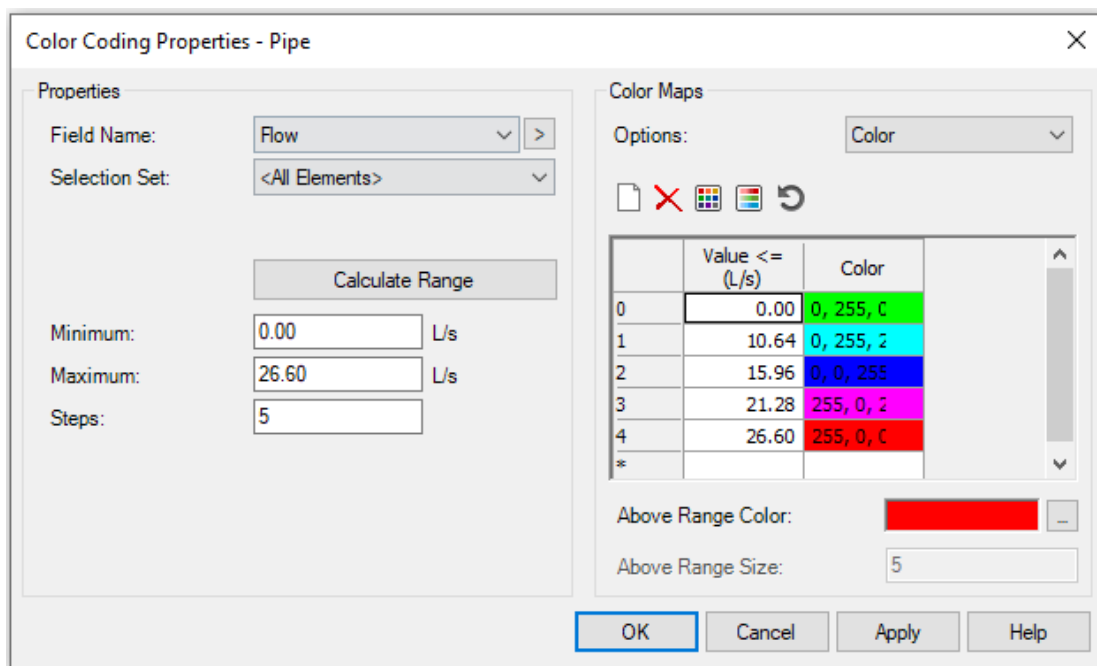 Color Coding Properties - Pipe
Properties
Field Name:
Flow
>
Selection Set:
<All Elements>
Calculate Range
Minimum:
0.00
L/s
Maximum:
26.60
L/s
Steps:
5
Color Maps
Options:
Color
Value <=
(L/s)
Color
0 0.00 0, 255, 0
1 10.64 0, 255, 2
2 15.96 0, 0, 255
3 21.28 255, 0, 2
4 26.60 255, 0, 0
*
Above Range Color:
...
Above Range Size:
5
OK
Cancel
Apply
Help